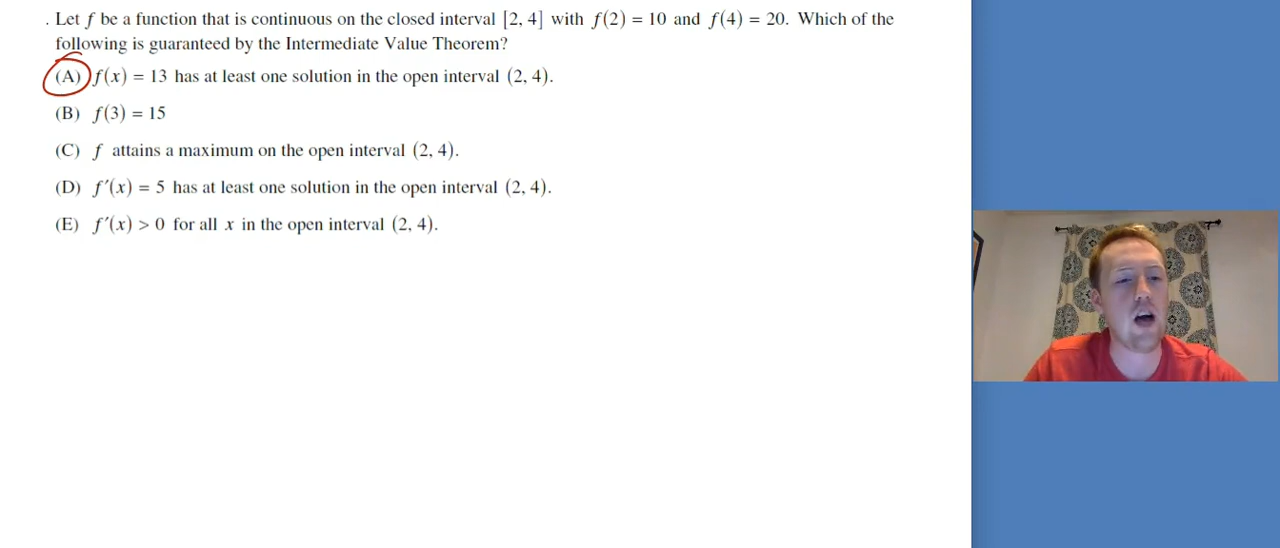 . Let f be a function that is continuous on the closed interval [2, 4] with f(2) = 10 and f(4) = 20. Which of the
following is guaranteed by the Intermediate Value Theorem?
(A) f(x) = 13 has at least one solution in the open interval (2, 4).
(B) f(3) = 15
(C) f attains a maximum on the open interval (2, 4).
(D) f′(x) = 5 has at least one solution in the open interval (2, 4).
(E) f′(x) > 0 for all x in the open interval (2, 4).